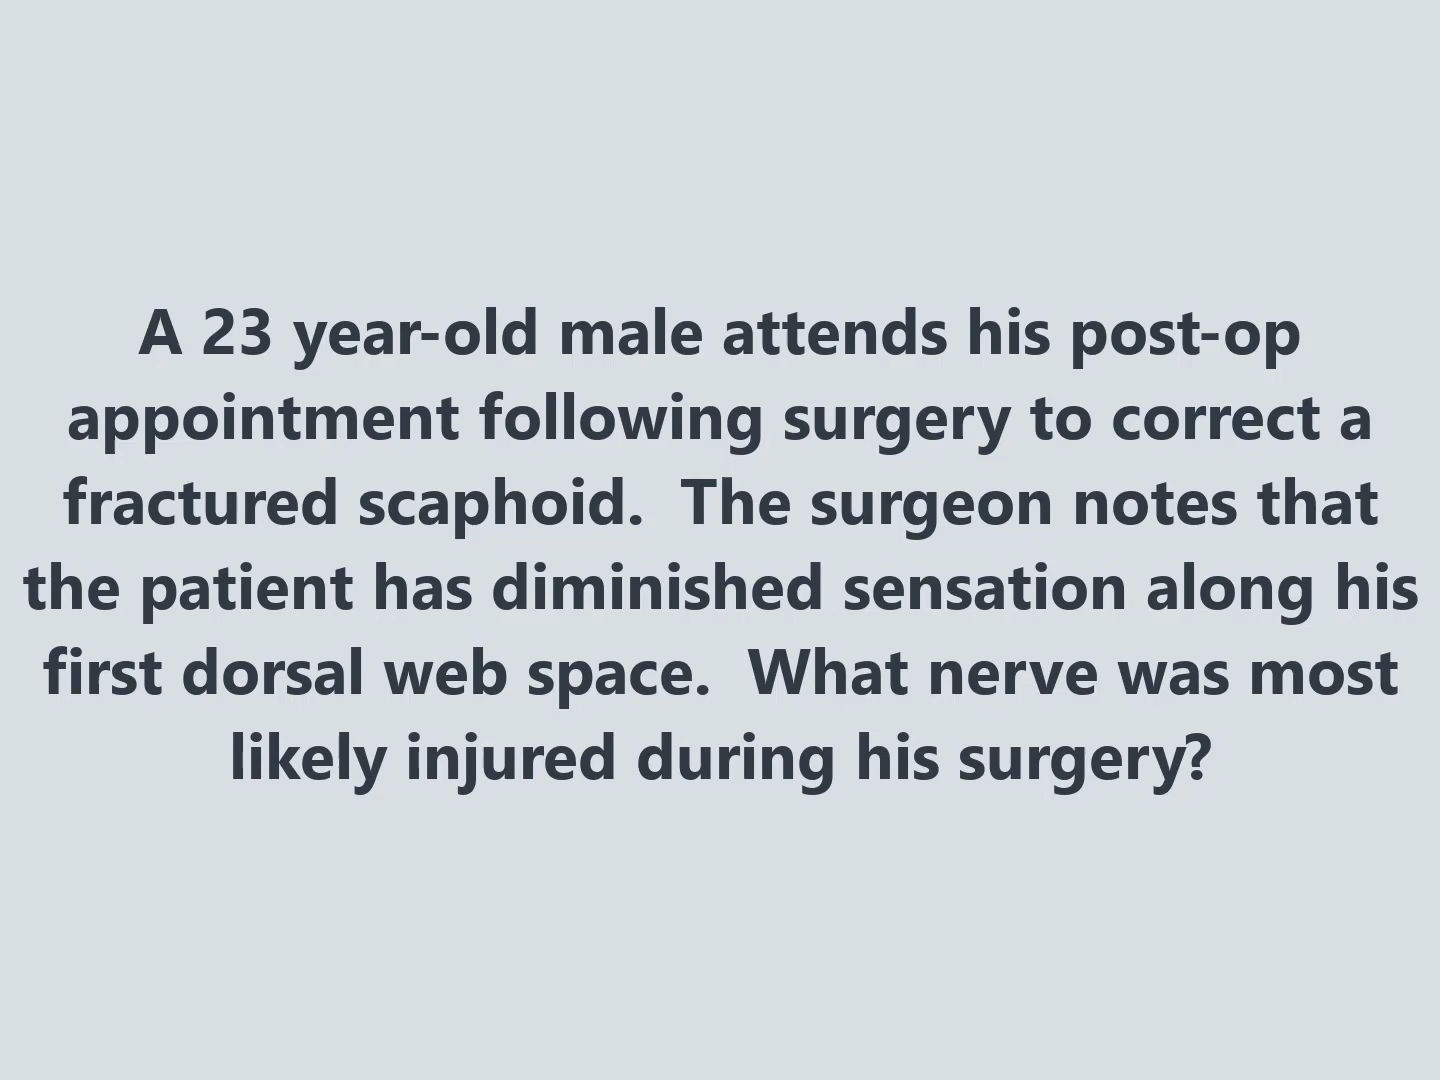 A 23 year-old male attends his post-op
appointment following surgery to correct a
fractured scaphoid.  The surgeon notes that
the patient has diminished sensation along his
first dorsal web space.  What nerve was most
likely injured during his surgery?